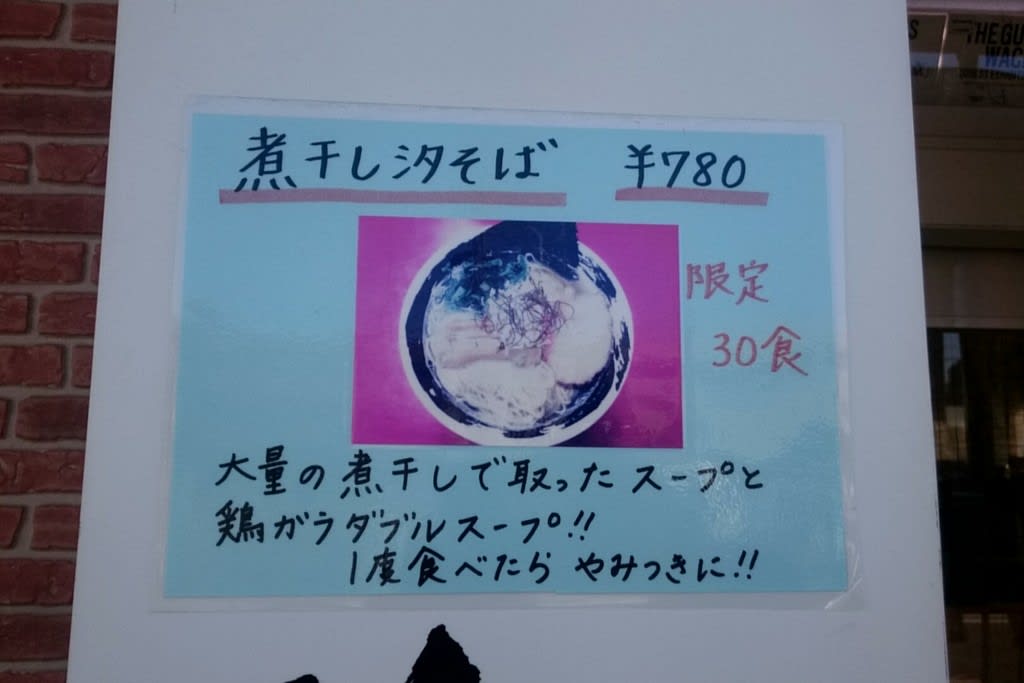 煮干し汐そば ¥780
限定
30食
大量の煮干しで取ったスープと
鶏ガラダブルスープ!!
1度食べたら やみつきに!!